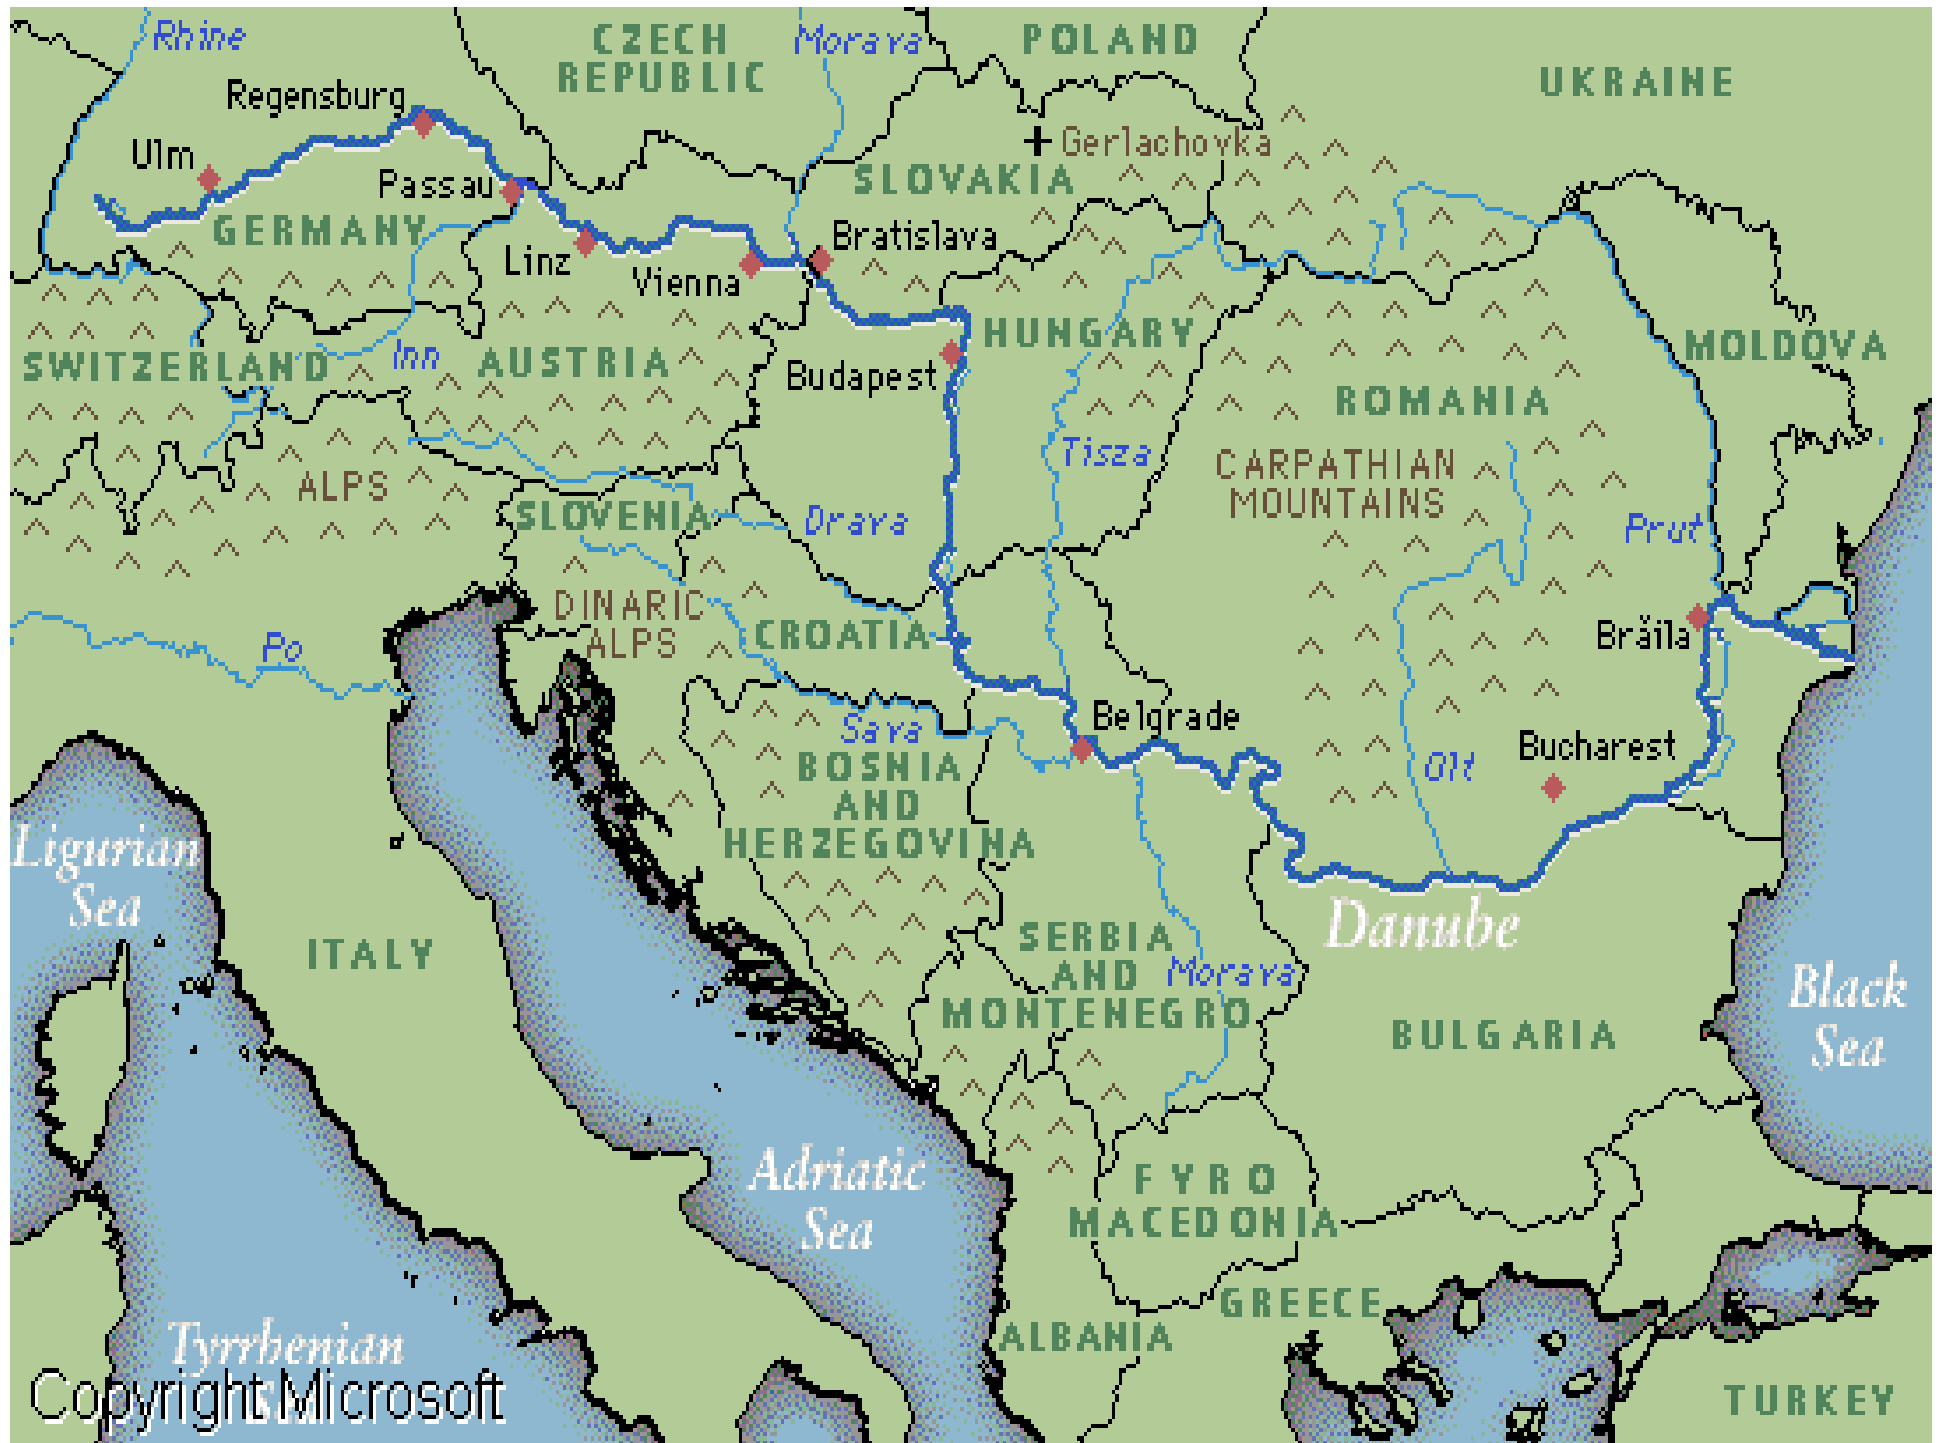 Rhine
CZECH
REPUBLIC
Morava
POLAND
UKRAINE
Regensburg
Ulm
Passau
GERMANY
+ Gerlachovka
SLOVAKIA
Linz
Vienna
Bratislava
SWITZERLAND
Inn
AUSTRIA
Budapest
HUNGARY
MOLDOVA
ROMANIA
ALPS
Tisza
CARPATHIAN
MOUNTAINS
SLOVENIA
Drava
Prut
DINARIC
ALPS
Po
CROATIA
Brăila
Sava
Belgrade
Bucharest
BOSNIA
AND
HERZEGOVINA
Olt
Ligurian
Sea
ITALY
SERBIA
AND
MONTENEGRO
Morava
Danube
BULGARIA
Black
Sea
Adriatic
Sea
FYRO
MACEDONIA
GREECE
ALBANIA
Tyrrhenian
Sea
Copyright Microsoft
TURKEY